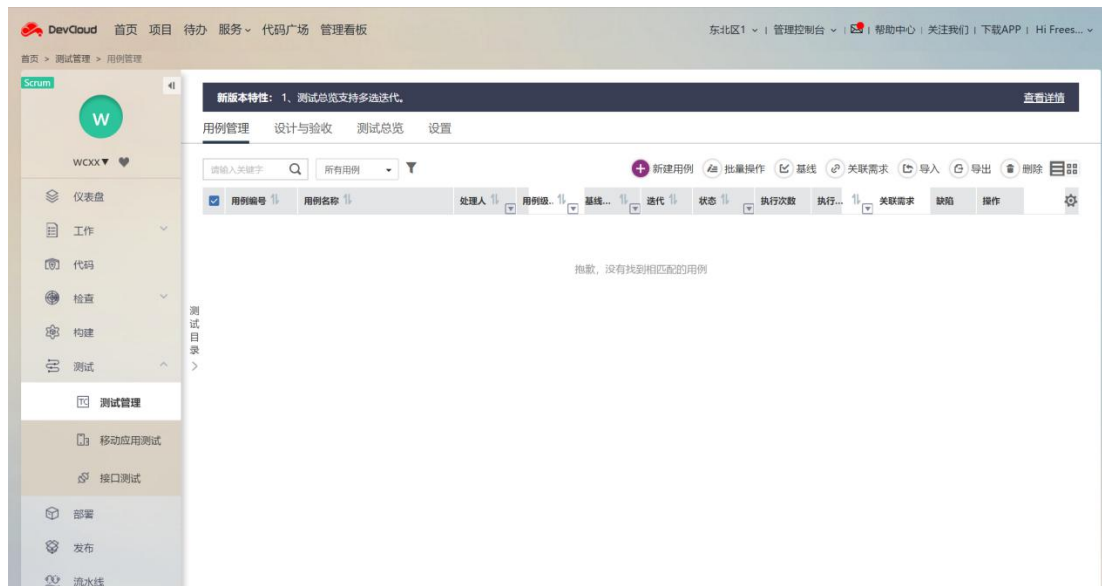 DevCloud 首页 项目 待办 服务 代码广场 管理看板 东北区1 | 管理控制台 | | 帮助中心 | 关注我们 | 下载APP | Hi Frees...
首页 > 测试管理 > 用例管理
Scrum
W
wcxx
仪表盘
工作
代码
检查
构建
测试
TC 测试管理
移动应用测试
接口测试
部署
发布
流水线
测试目录
新版本特性: 1、测试总览支持多选迭代。 查看详情
用例管理 设计与验收 测试总览 设置
请输入关键字 所有用例 新建用例 批量操作 基线 关联需求 导入 导出 删除
用例编号 用例名称 处理人 用例级.. 基线... 迭代 状态 执行次数 执行... 关联需求 缺陷 操作
抱歉, 没有找到相匹配的用例